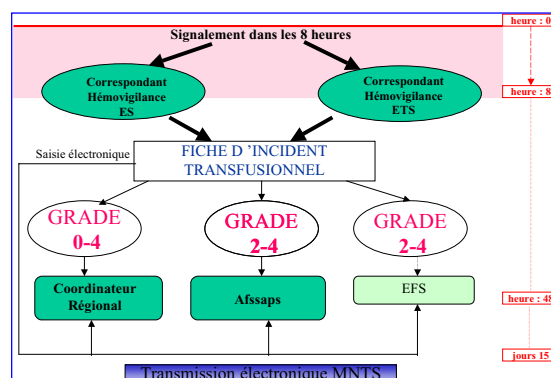 heure : 0
Signalement dans les 8 heures
Correspondant
Hémovigilance
ES
Correspondant
Hémovigilance
ETS
heure : 8
Saisie électronique
FICHE D ’INCIDENT
TRANSFUSIONNEL
GRADE
0-4
GRADE
2-4
GRADE
2-4
Coordinateur
Régional
Afssaps
EFS
heure : 48
jours 15
Transmission électronique MNTS